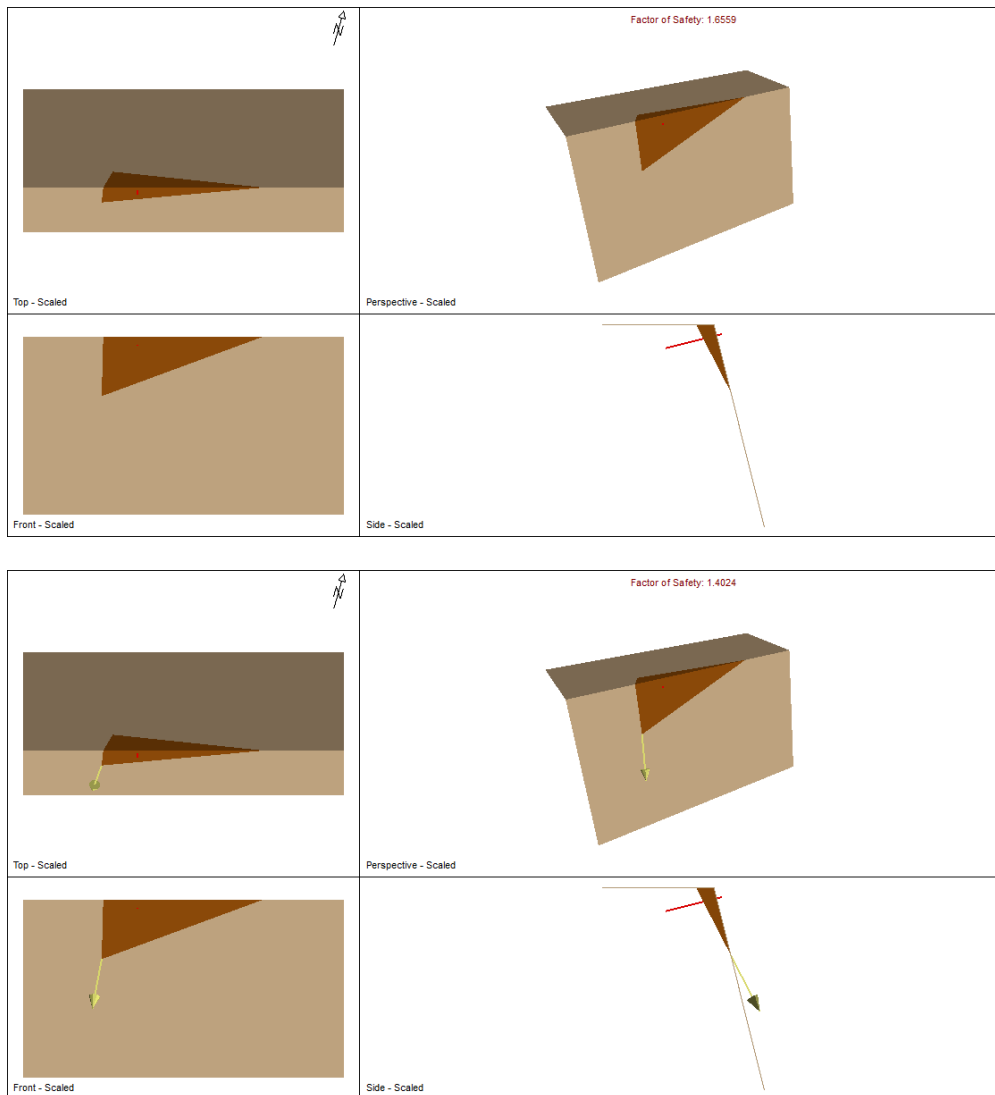 N
Factor of Safety: 1.6559
Top - Scaled
Perspective - Scaled
Front - Scaled
Side - Scaled
N
Factor of Safety: 1.4024
Top - Scaled
Perspective - Scaled
Front - Scaled
Side - Scaled